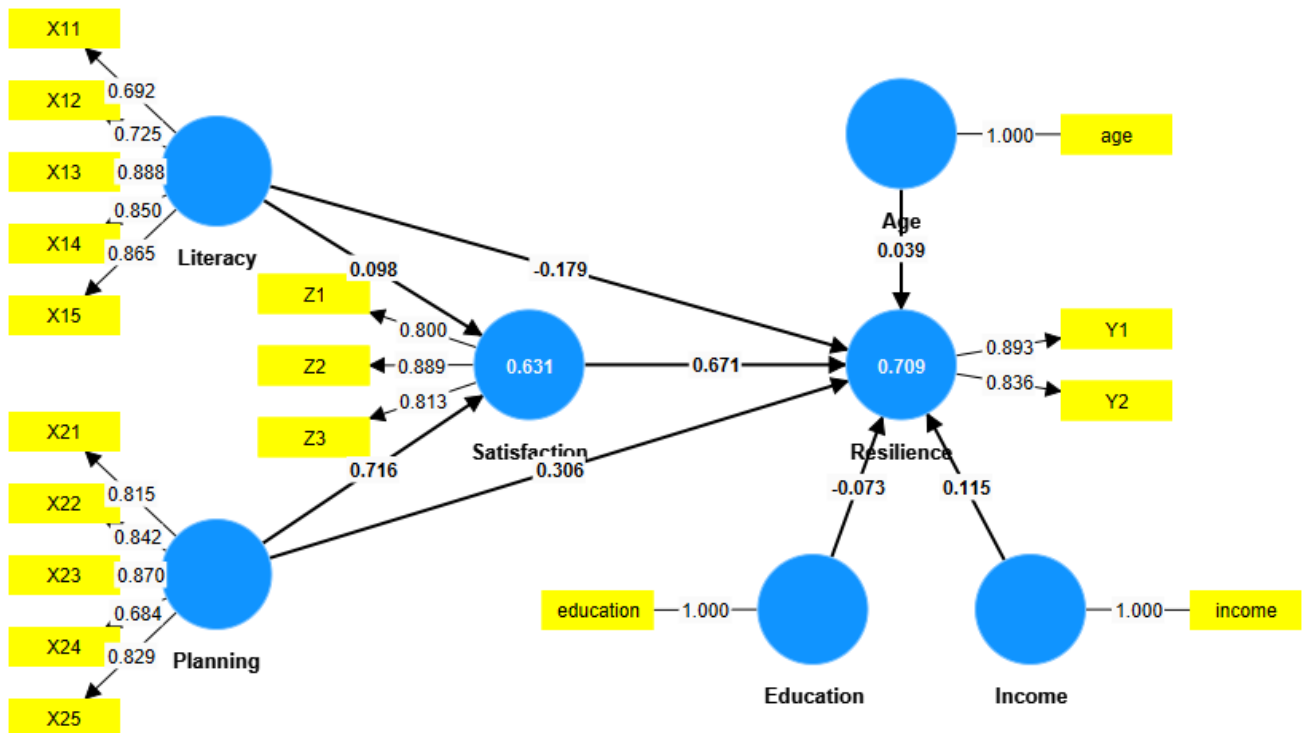 X11
0.692
X12
0.725
X13
0.888
0.850
X14
0.865
X15
Literacy
0.098
-0.179
Z1
0.800
Z2
0.889
0.813
Z3
0.631
Satisfaction
0.671
0.716
0.306
X21
0.815
X22
0.842
X23
0.870
0.684
X24
0.829
X25
Planning
1.000
age
Age
0.039
0.709
Resilience
0.893
Y1
0.836
Y2
-0.073
0.115
education
1.000
Education
1.000
income
Income